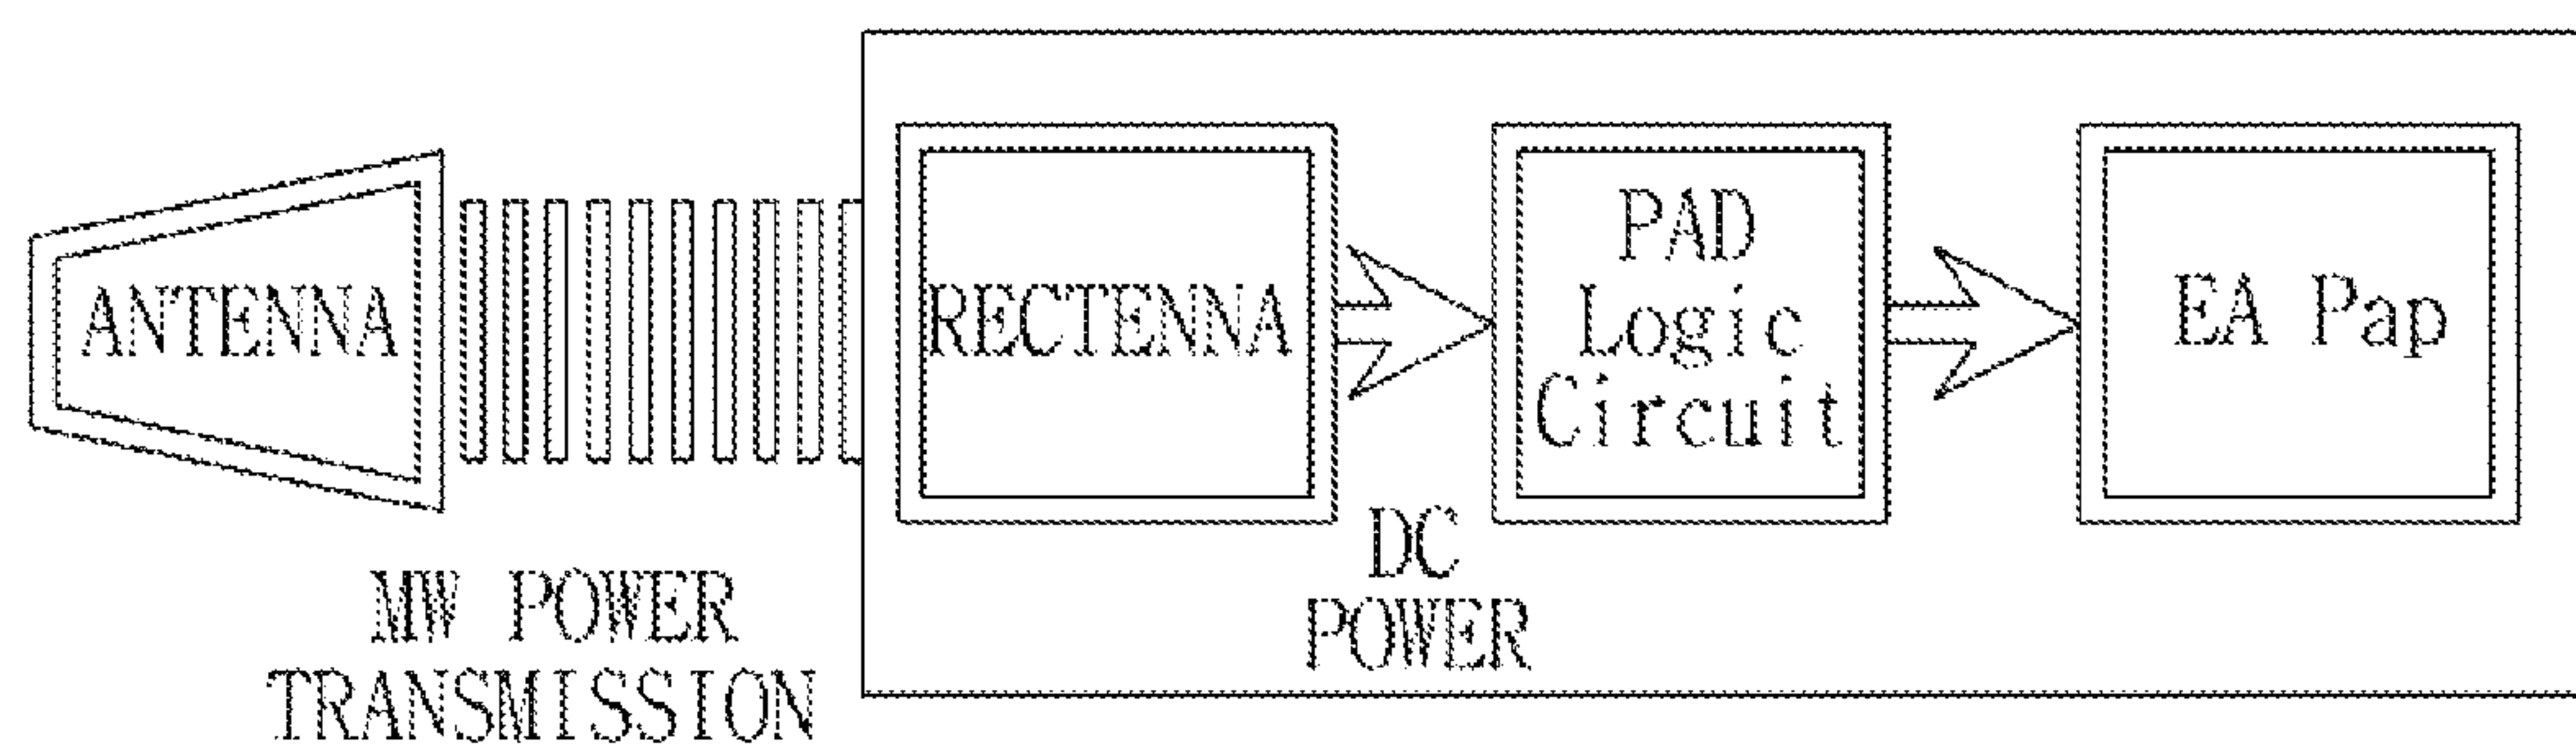 ANTENNA
MW POWER
TRANSMISSION
RECTENNA
DC
POWER
PAD
Logic
Circuit
EA Pap